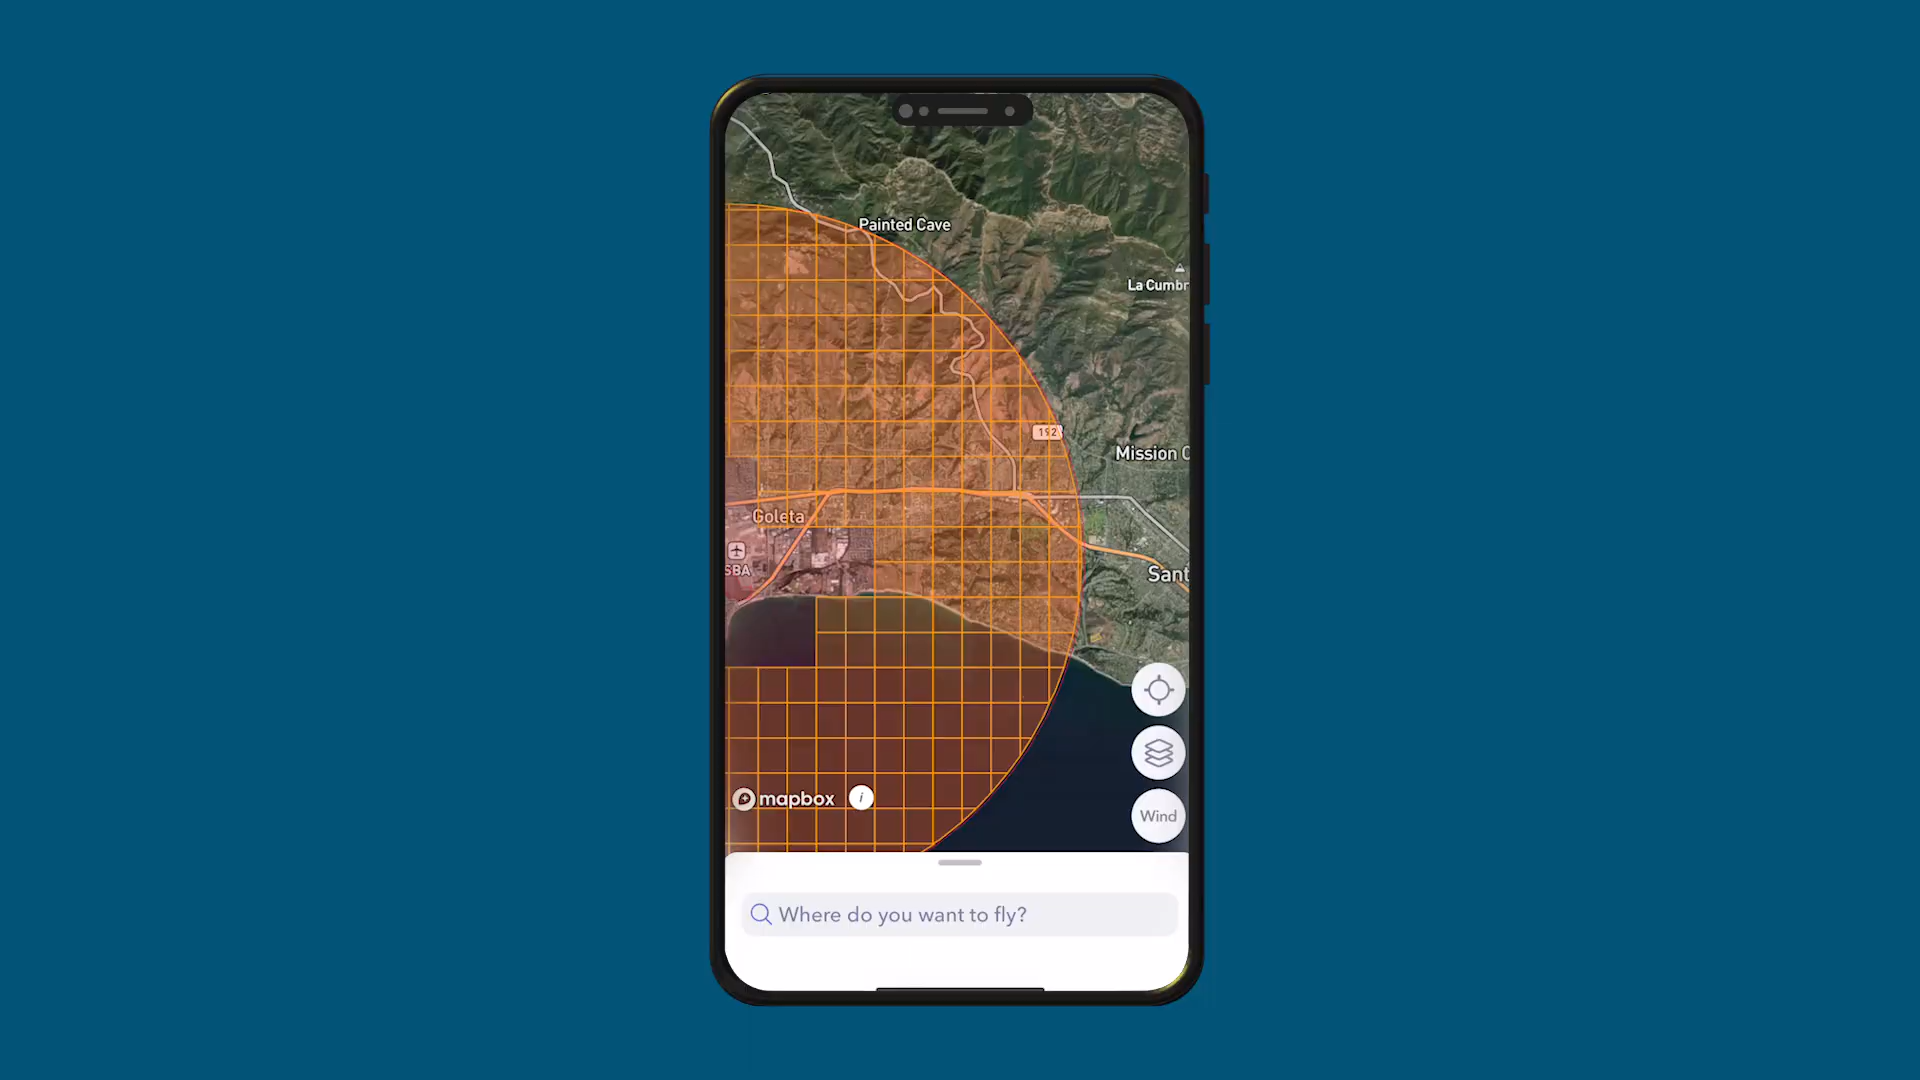 Painted Cave
La Cumbr
192
Mission C
Goleta
SBA
Sant
mapbox
i
Wind
Where do you want to fly?